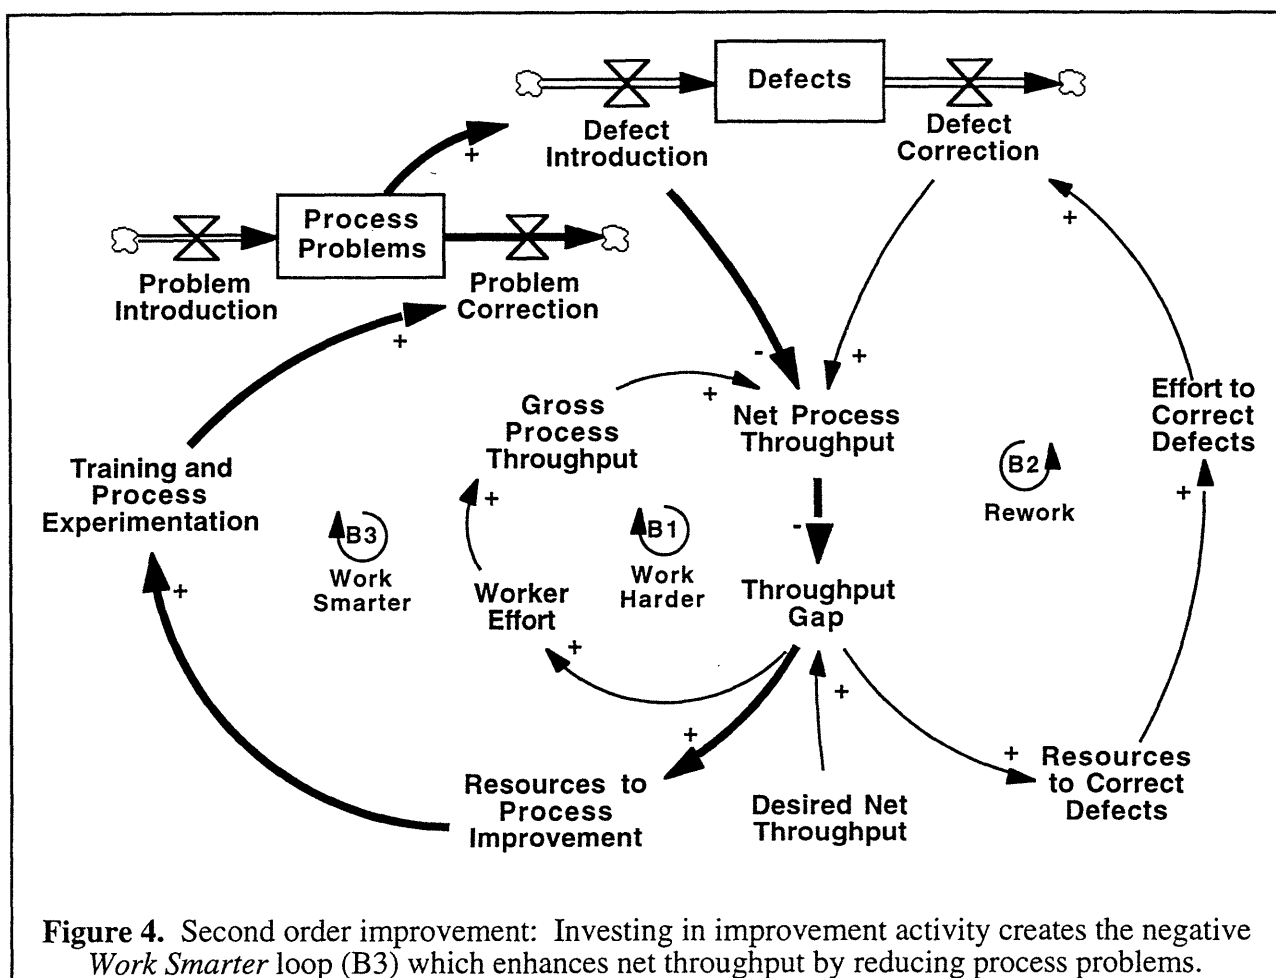 Defects
Defect
Introduction
Defect
Correction
+
+
Process
Problems
Problem
Introduction
Problem
Correction
+
-
+
+
Gross
Process
Throughput
Net Process
Throughput
Effort to
Correct
Defects
Training and
Process
Experimentation
+
B2
Rework
+
B3
Work
Smarter
B1
Work
Harder
-
+
Worker
Effort
Throughput
Gap
+
+
+
+
Resources to
Process
Improvement
Desired Net
Throughput
+
Resources
to Correct
Defects
Figure 4. Second order improvement: Investing in improvement activity creates the negative
Work Smarter loop (B3) which enhances net throughput by reducing process problems.